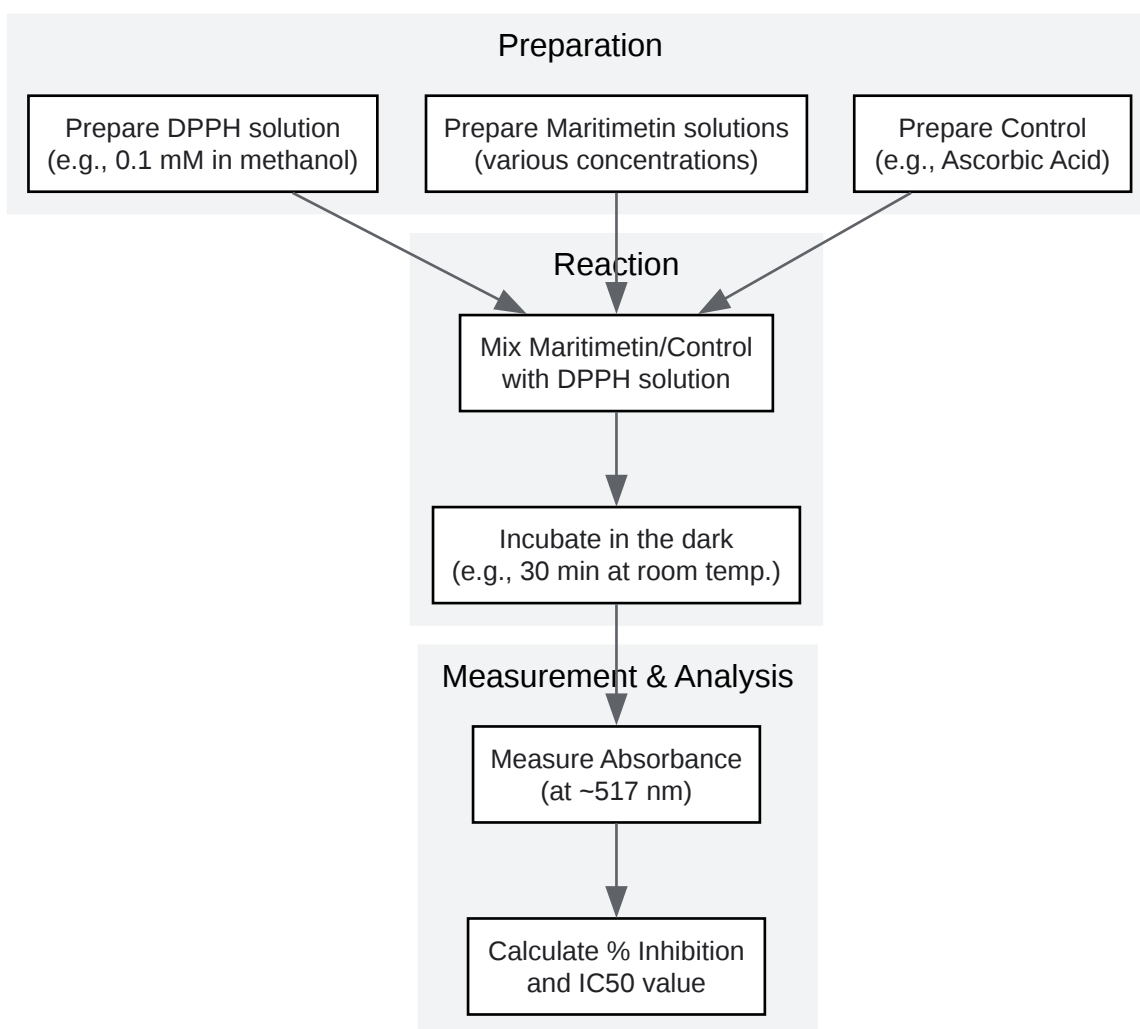 Preparation
Prepare DPPH solution
(e.g., 0.1 mM in methanol)
Prepare Maritimetin solutions
(various concentrations)
Prepare Control
(e.g., Ascorbic Acid)
Reaction
Mix Maritimetin/Control
with DPPH solution
Incubate in the dark
(e.g., 30 min at room temp.)
Measurement & Analysis
Measure Absorbance
(at ~517 nm)
Calculate % Inhibition
and IC50 value